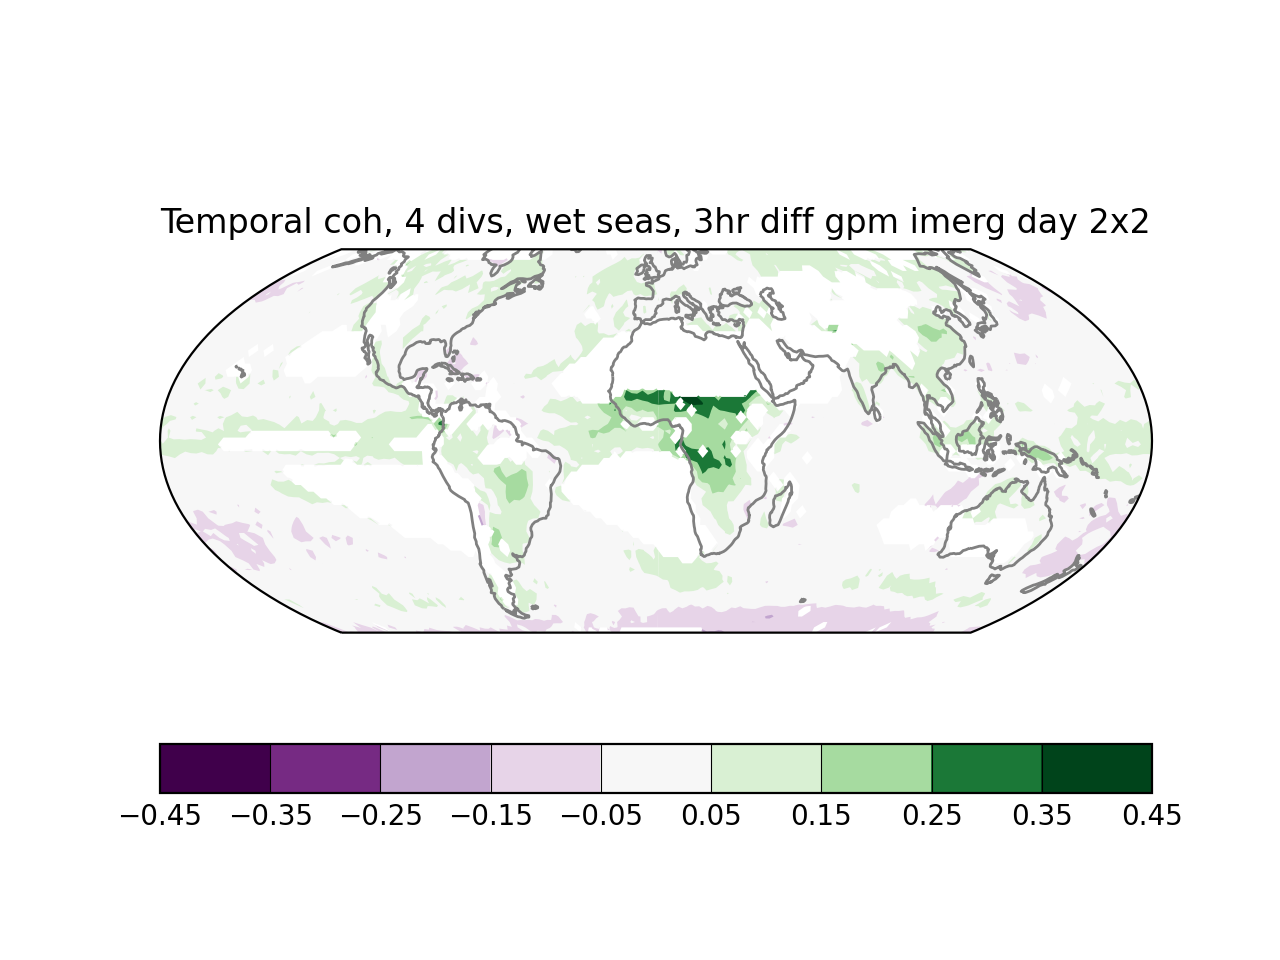 Temporal coh, 4 divs, wet seas, 3hr diff gpm imerg day 2x2
−0.45 −0.35 −0.25 −0.15 −0.05 0.05 0.15 0.25 0.35 0.45